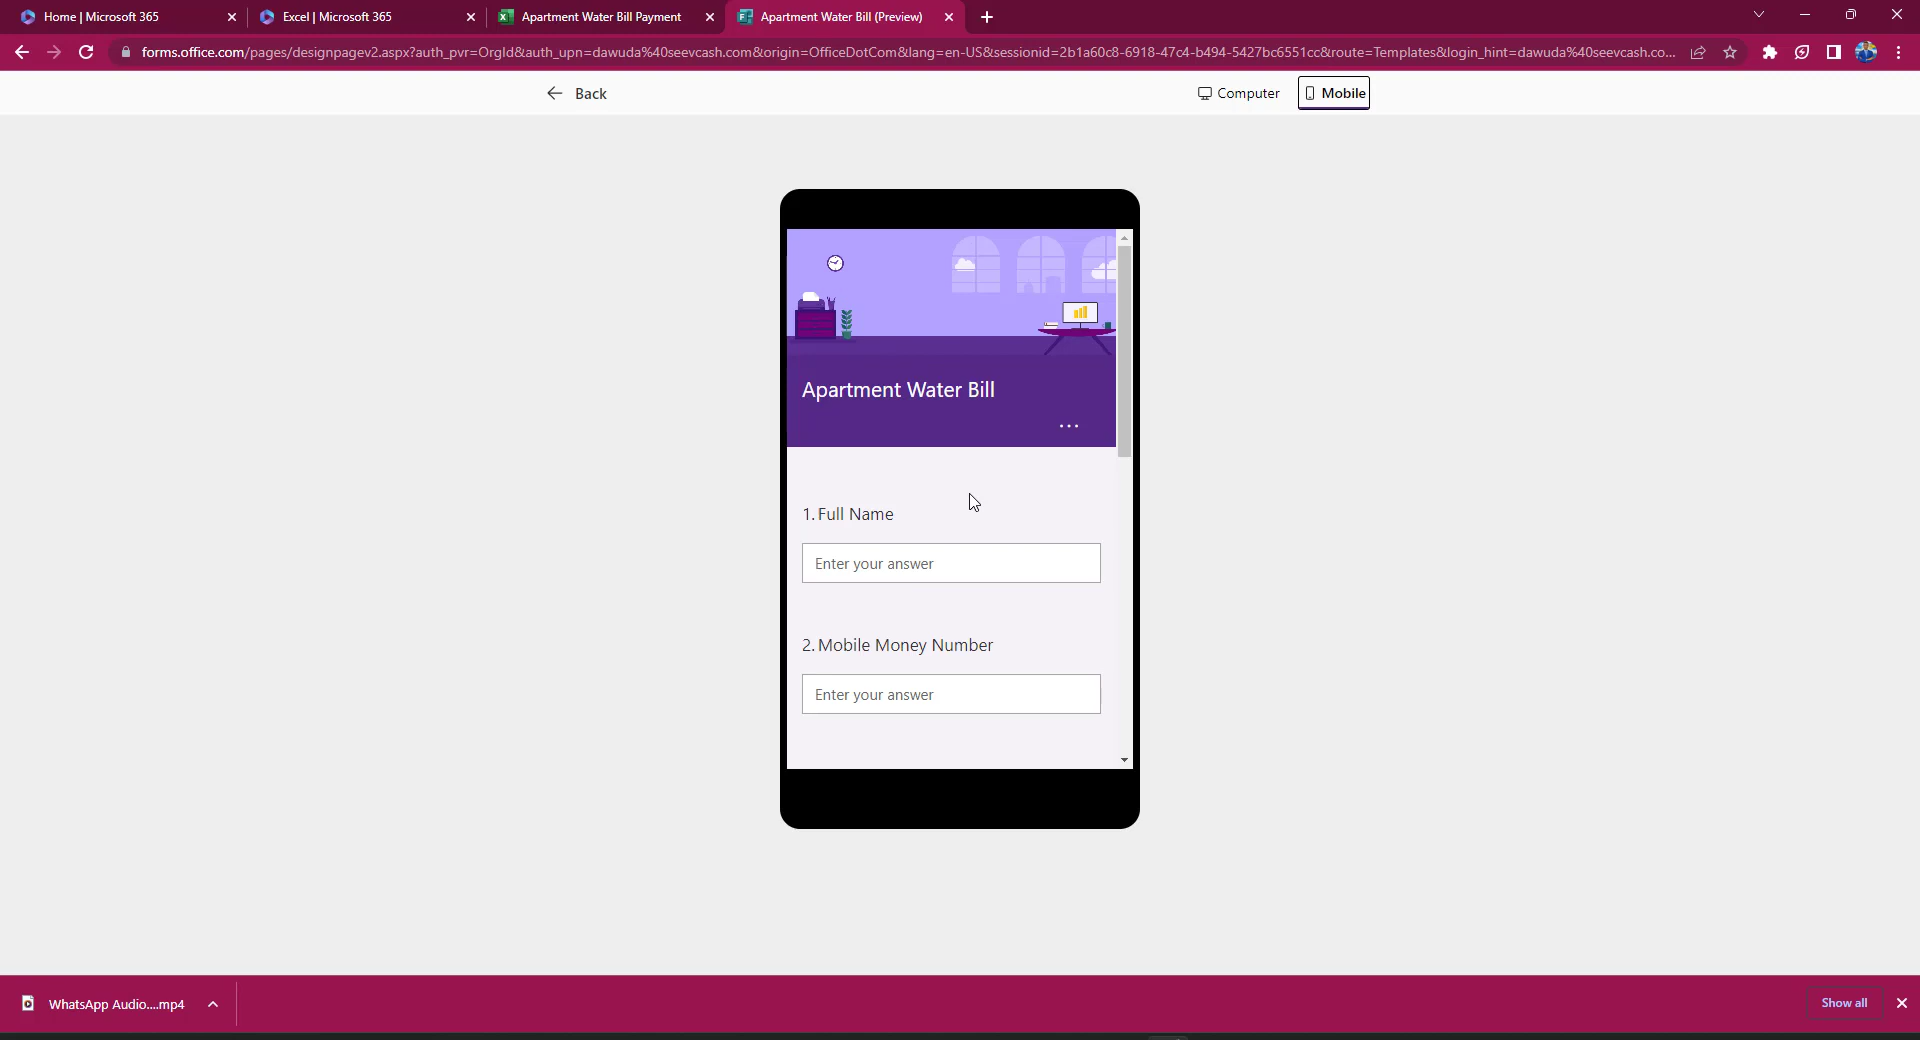 Home | Microsoft 365
Excel | Microsoft 365
Apartment Water Bill Payment
Apartment Water Bill (Preview)
forms.office.com/pages/designpagev2.aspx?auth_pvr=OrgId&auth_upn=dawuda%40seevcash.com&origin=OfficeDotCom&lang=en-US&sessionid=2b1a60c8-6918-47c4-b494-5427bc6551cc&route=Templates&login_hint=dawuda%40seevcash.co...
Back
Computer
Mobile
Apartment Water Bill
...
1. Full Name
Enter your answer
2. Mobile Money Number
Enter your answer
WhatsApp Audio....mp4
Show all